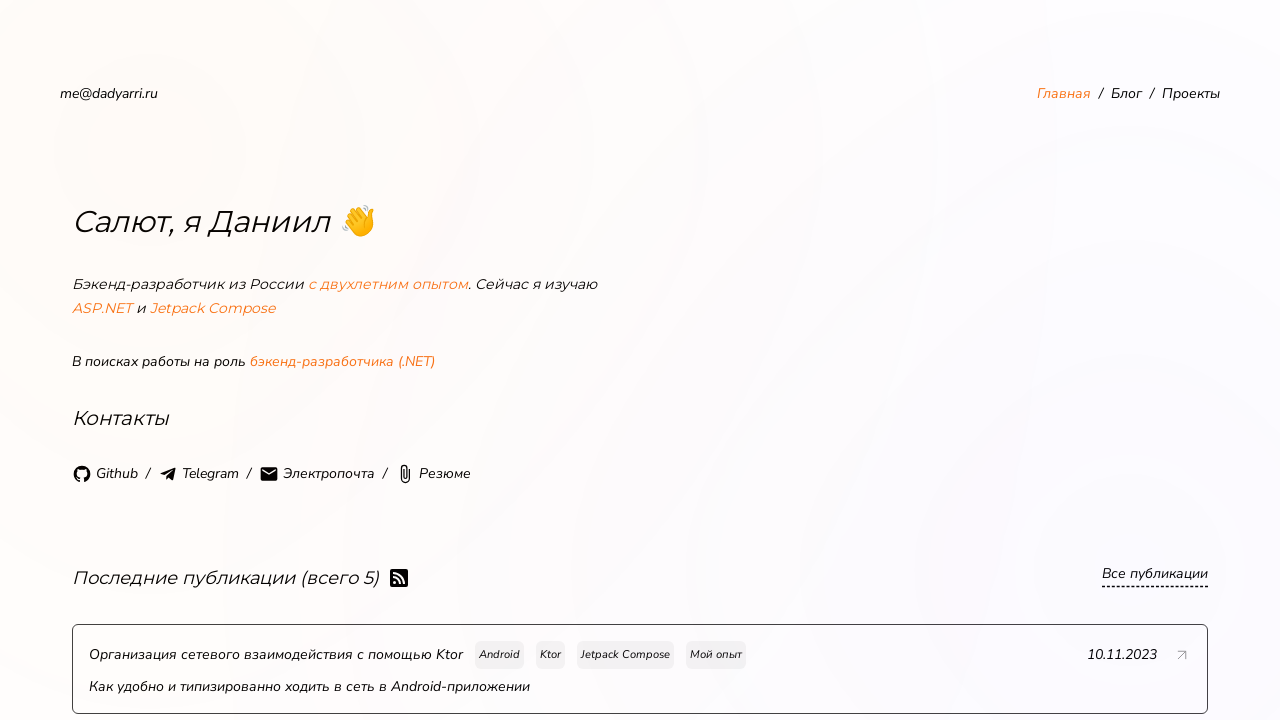 me@dadyarri.ru
Главная / Блог / Проекты
Салют, я Даниил 👋
Бэкенд-разработчик из России с двухлетним опытом. Сейчас я изучаю
ASP.NET и Jetpack Compose
В поисках работы на роль бэкенд-разработчика (.NET)
Контакты
Github / Telegram / Электропочта / Резюме
Последние публикации (всего 5)
Все публикации
Организация сетевого взаимодействия с помощью Ktor Android Ktor Jetpack Compose Мой опыт 10.11.2023
Как удобно и типизированно ходить в сеть в Android-приложении